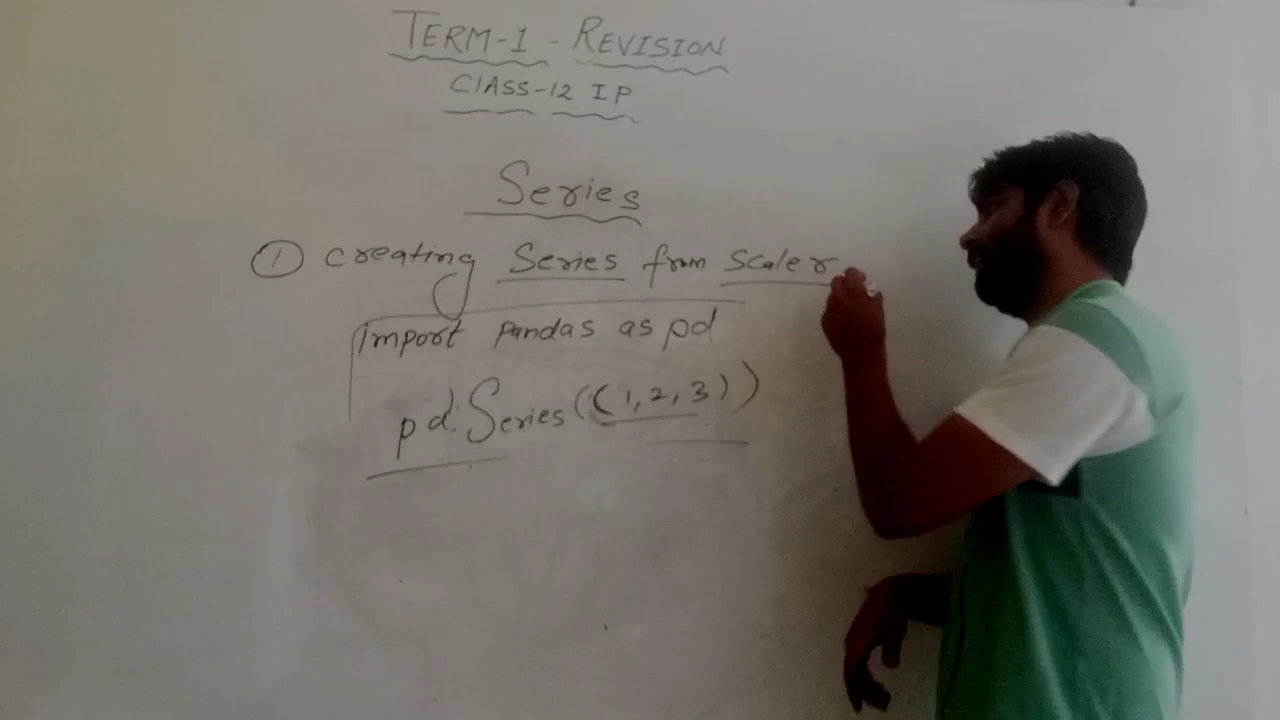 TERM-1 - REVISION
CLASS-12 IP
Series
① creating Series from Scaler
import pandas as pd
pd.Series((1,2,3))